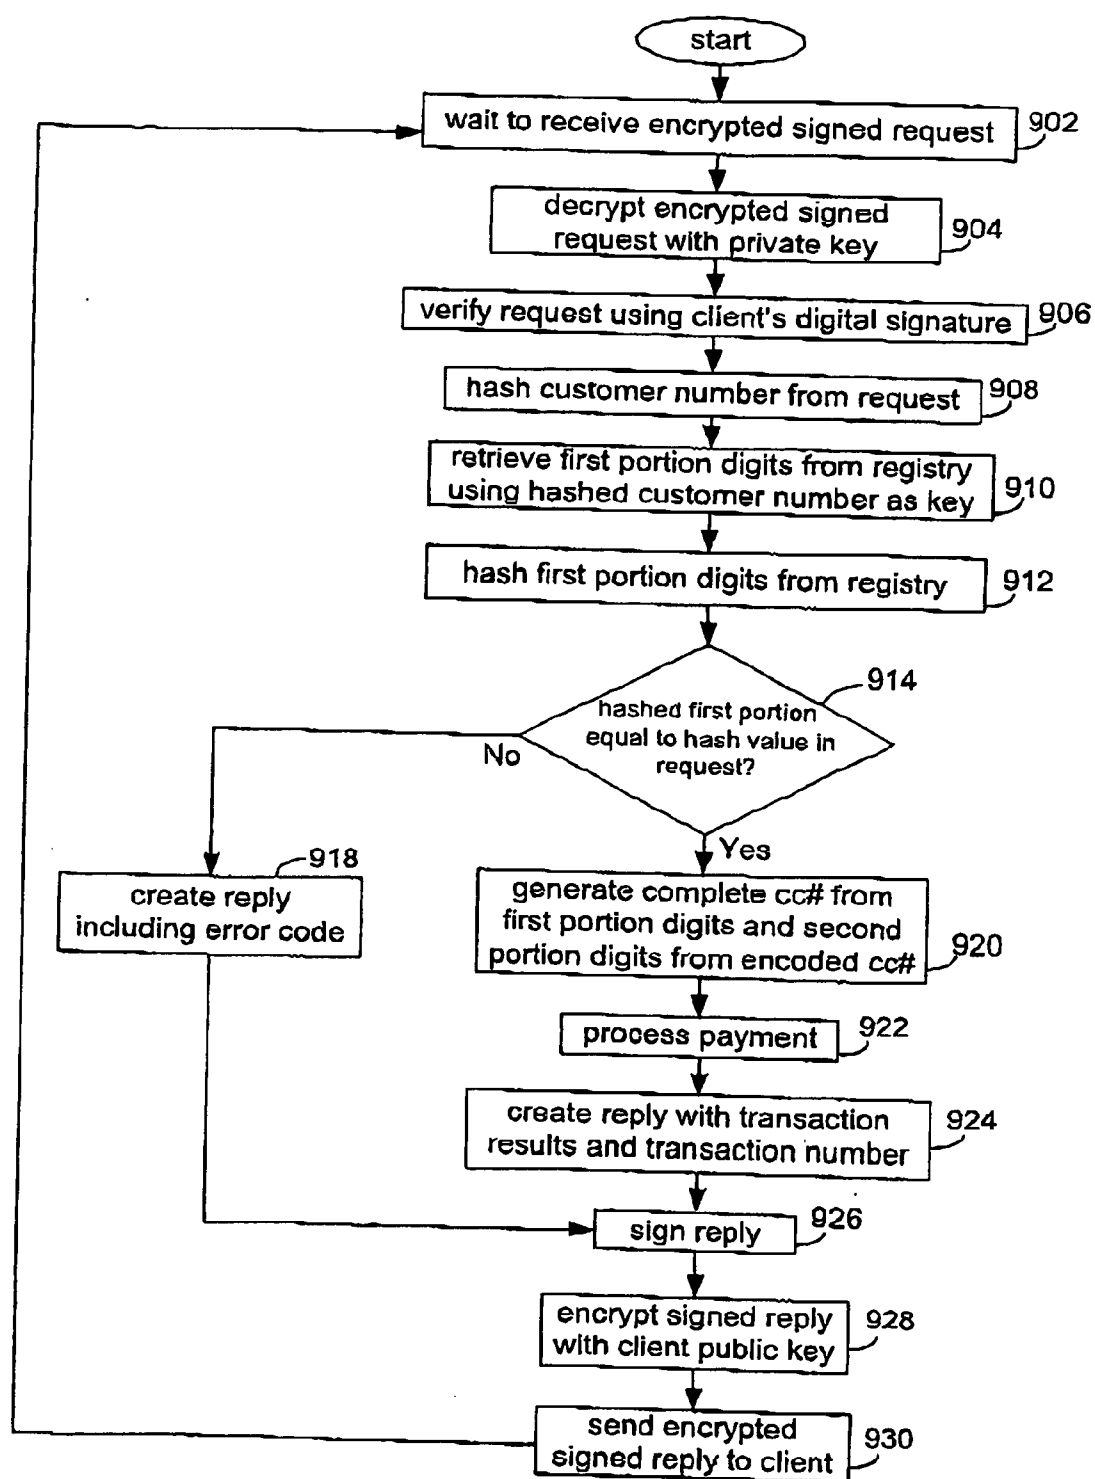 start
wait to receive encrypted signed request
902
decrypt encrypted signed
request with private key
904
verify request using client's digital signature
906
hash customer number from request
908
retrieve first portion digits from registry
using hashed customer number as key
910
hash first portion digits from registry
912
914
hashed first portion
equal to hash value in
request?
No
Yes
918
create reply
including error code
generate complete cc# from
first portion digits and second
portion digits from encoded cc#
920
process payment
922
create reply with transaction
results and transaction number
924
sign reply
926
encrypt signed reply
with client public key
928
send encrypted
signed reply to client
930